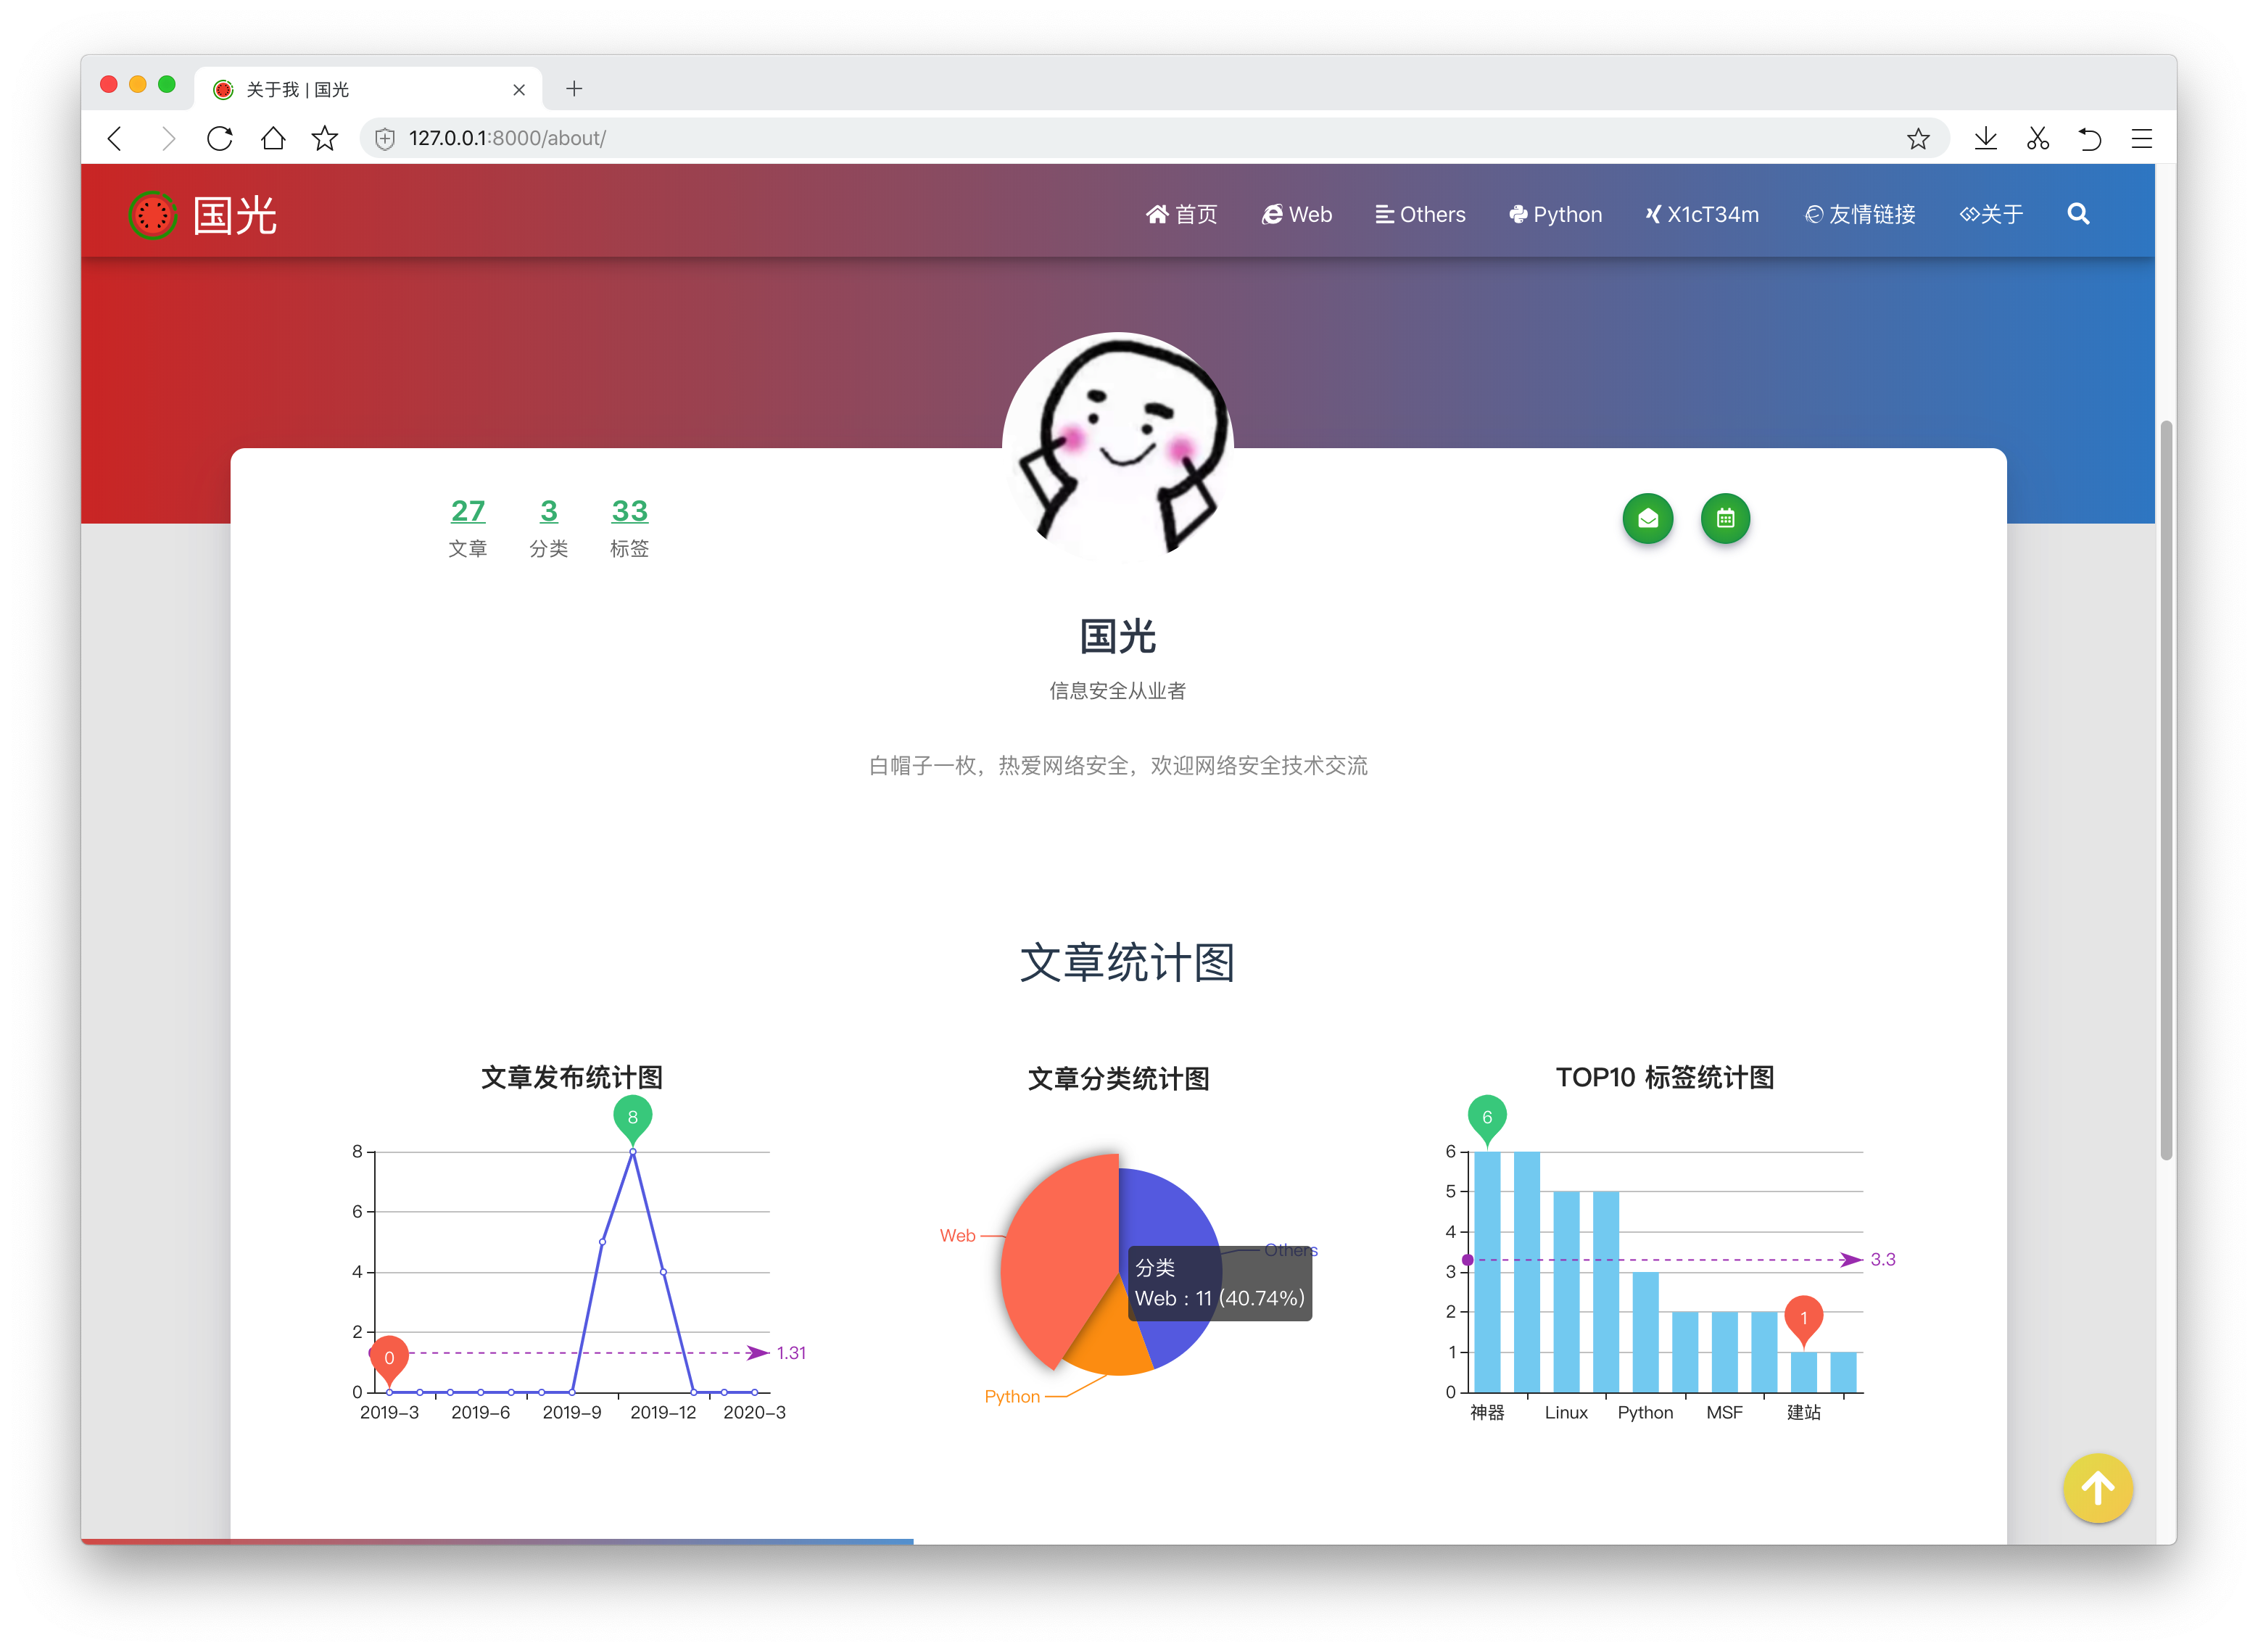 关于我 | 国光
127.0.0.1:8000/about/
国光
首页 Web Others Python X1cT34m 友情链接 关于
27 3 33
文章 分类 标签
国光
信息安全从业者
白帽子一枚，热爱网络安全，欢迎网络安全技术交流
文章统计图
文章发布统计图
8
8
6
4
2
0
0
1.31
2019-3 2019-6 2019-9 2019-12 2020-3
文章分类统计图
Web
Others
分类
Web : 11 (40.74%)
Python
TOP10 标签统计图
6
6
5
4
3.3
3
2
1
1
0
神器 Linux Python MSF 建站